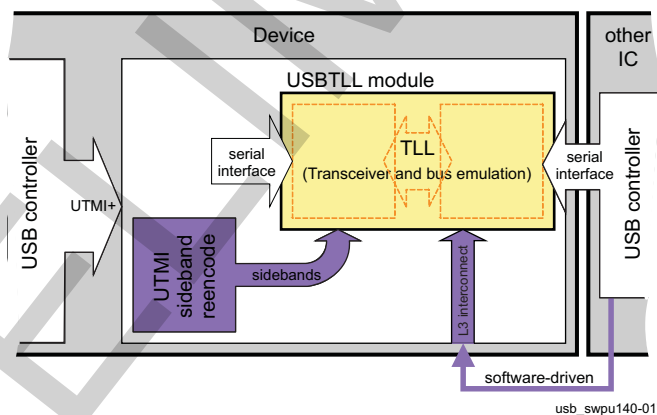 Device
other
IC
USBTLL module
USB controller
UTMI+
serial
interface
TLL
(Transceiver and bus emulation)
serial
interface
USB controller
UTMI
sideband
reencode
sidebands
L3 interconnect
software-driven
usb_swpu140-01